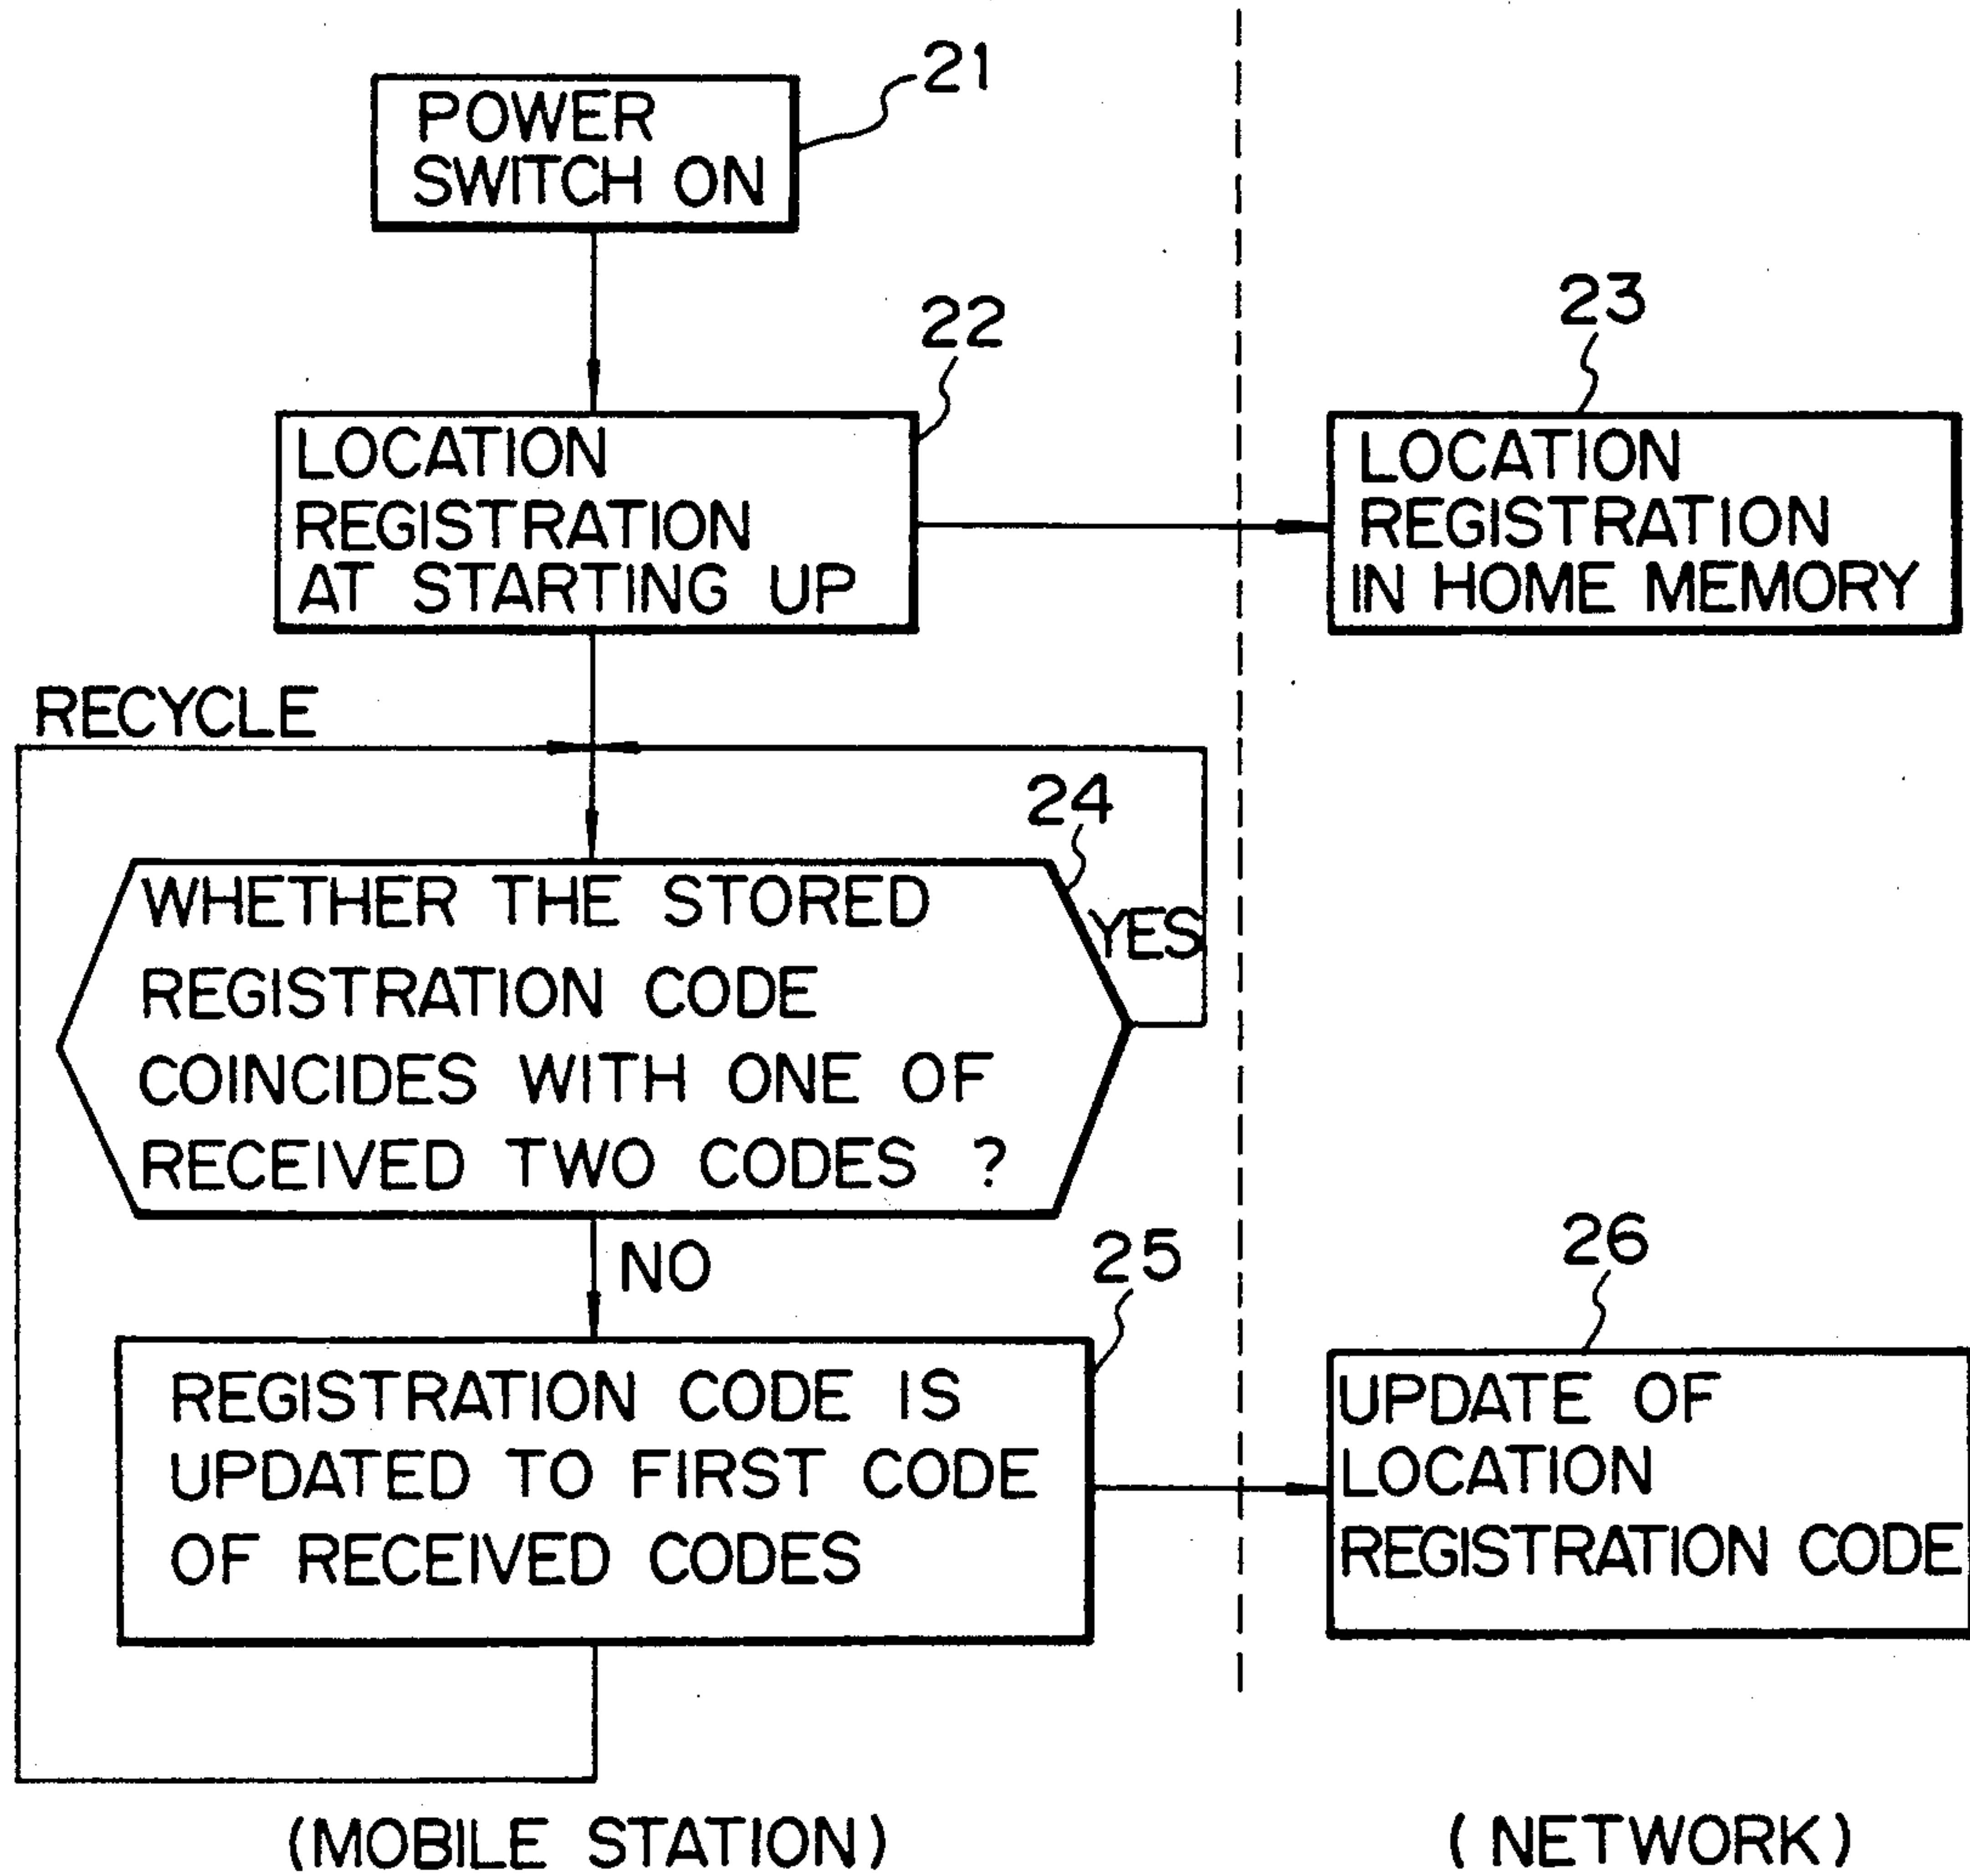 21
POWER
SWITCH ON
22
23
LOCATION
REGISTRATION
AT STARTING UP
LOCATION
REGISTRATION
IN HOME MEMORY
RECYCLE
24
WHETHER THE STORED
REGISTRATION CODE
COINCIDES WITH ONE OF
RECEIVED TWO CODES ?
YES
NO
25
26
REGISTRATION CODE IS
UPDATED TO FIRST CODE
OF RECEIVED CODES
UPDATE OF
LOCATION
REGISTRATION CODE
(MOBILE STATION)
(NETWORK)